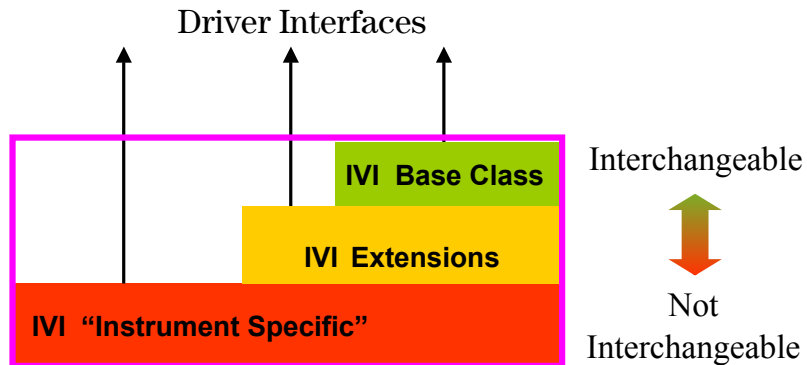 Driver Interfaces
IVI Base Class
Interchangeable
IVI Extensions
IVI “Instrument Specific”
Not
Interchangeable